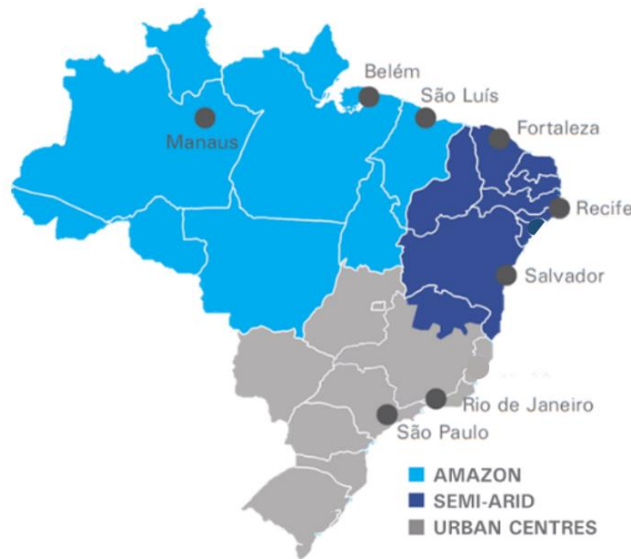 Belém
São Luís
Manaus
Fortaleza
Recife
Salvador
Rio de Janeiro
São Paulo
AMAZON
SEMI-ARID
URBAN CENTRES